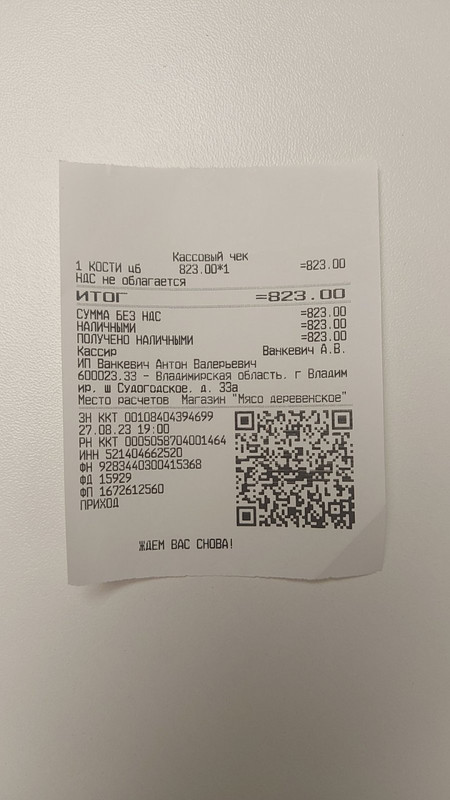 Кассовый чек
1 КОСТИ цб 823.00*1 =823.00
НДС не облагается
ИТОГ =823.00
СУММА БЕЗ НДС =823.00
НАЛИЧНЫМИ =823.00
ПОЛУЧЕНО НАЛИЧНЫМИ =823.00
Кассир Ванкевич А.В.
ИП Ванкевич Антон Валерьевич
600023.33 - Владимирская область, г Владим
ир, ш Судогодское, д. 33а
Место расчетов Магазин "Мясо деревенское"
ЗН ККТ 00108404394699
27.08.23 19:00
РН ККТ 0005058704001464
ИНН 521404662520
ФН 9283440300415368
ФД 15929
ФП 1672612560
ПРИХОД
ЖДЕМ ВАС СНОВА!